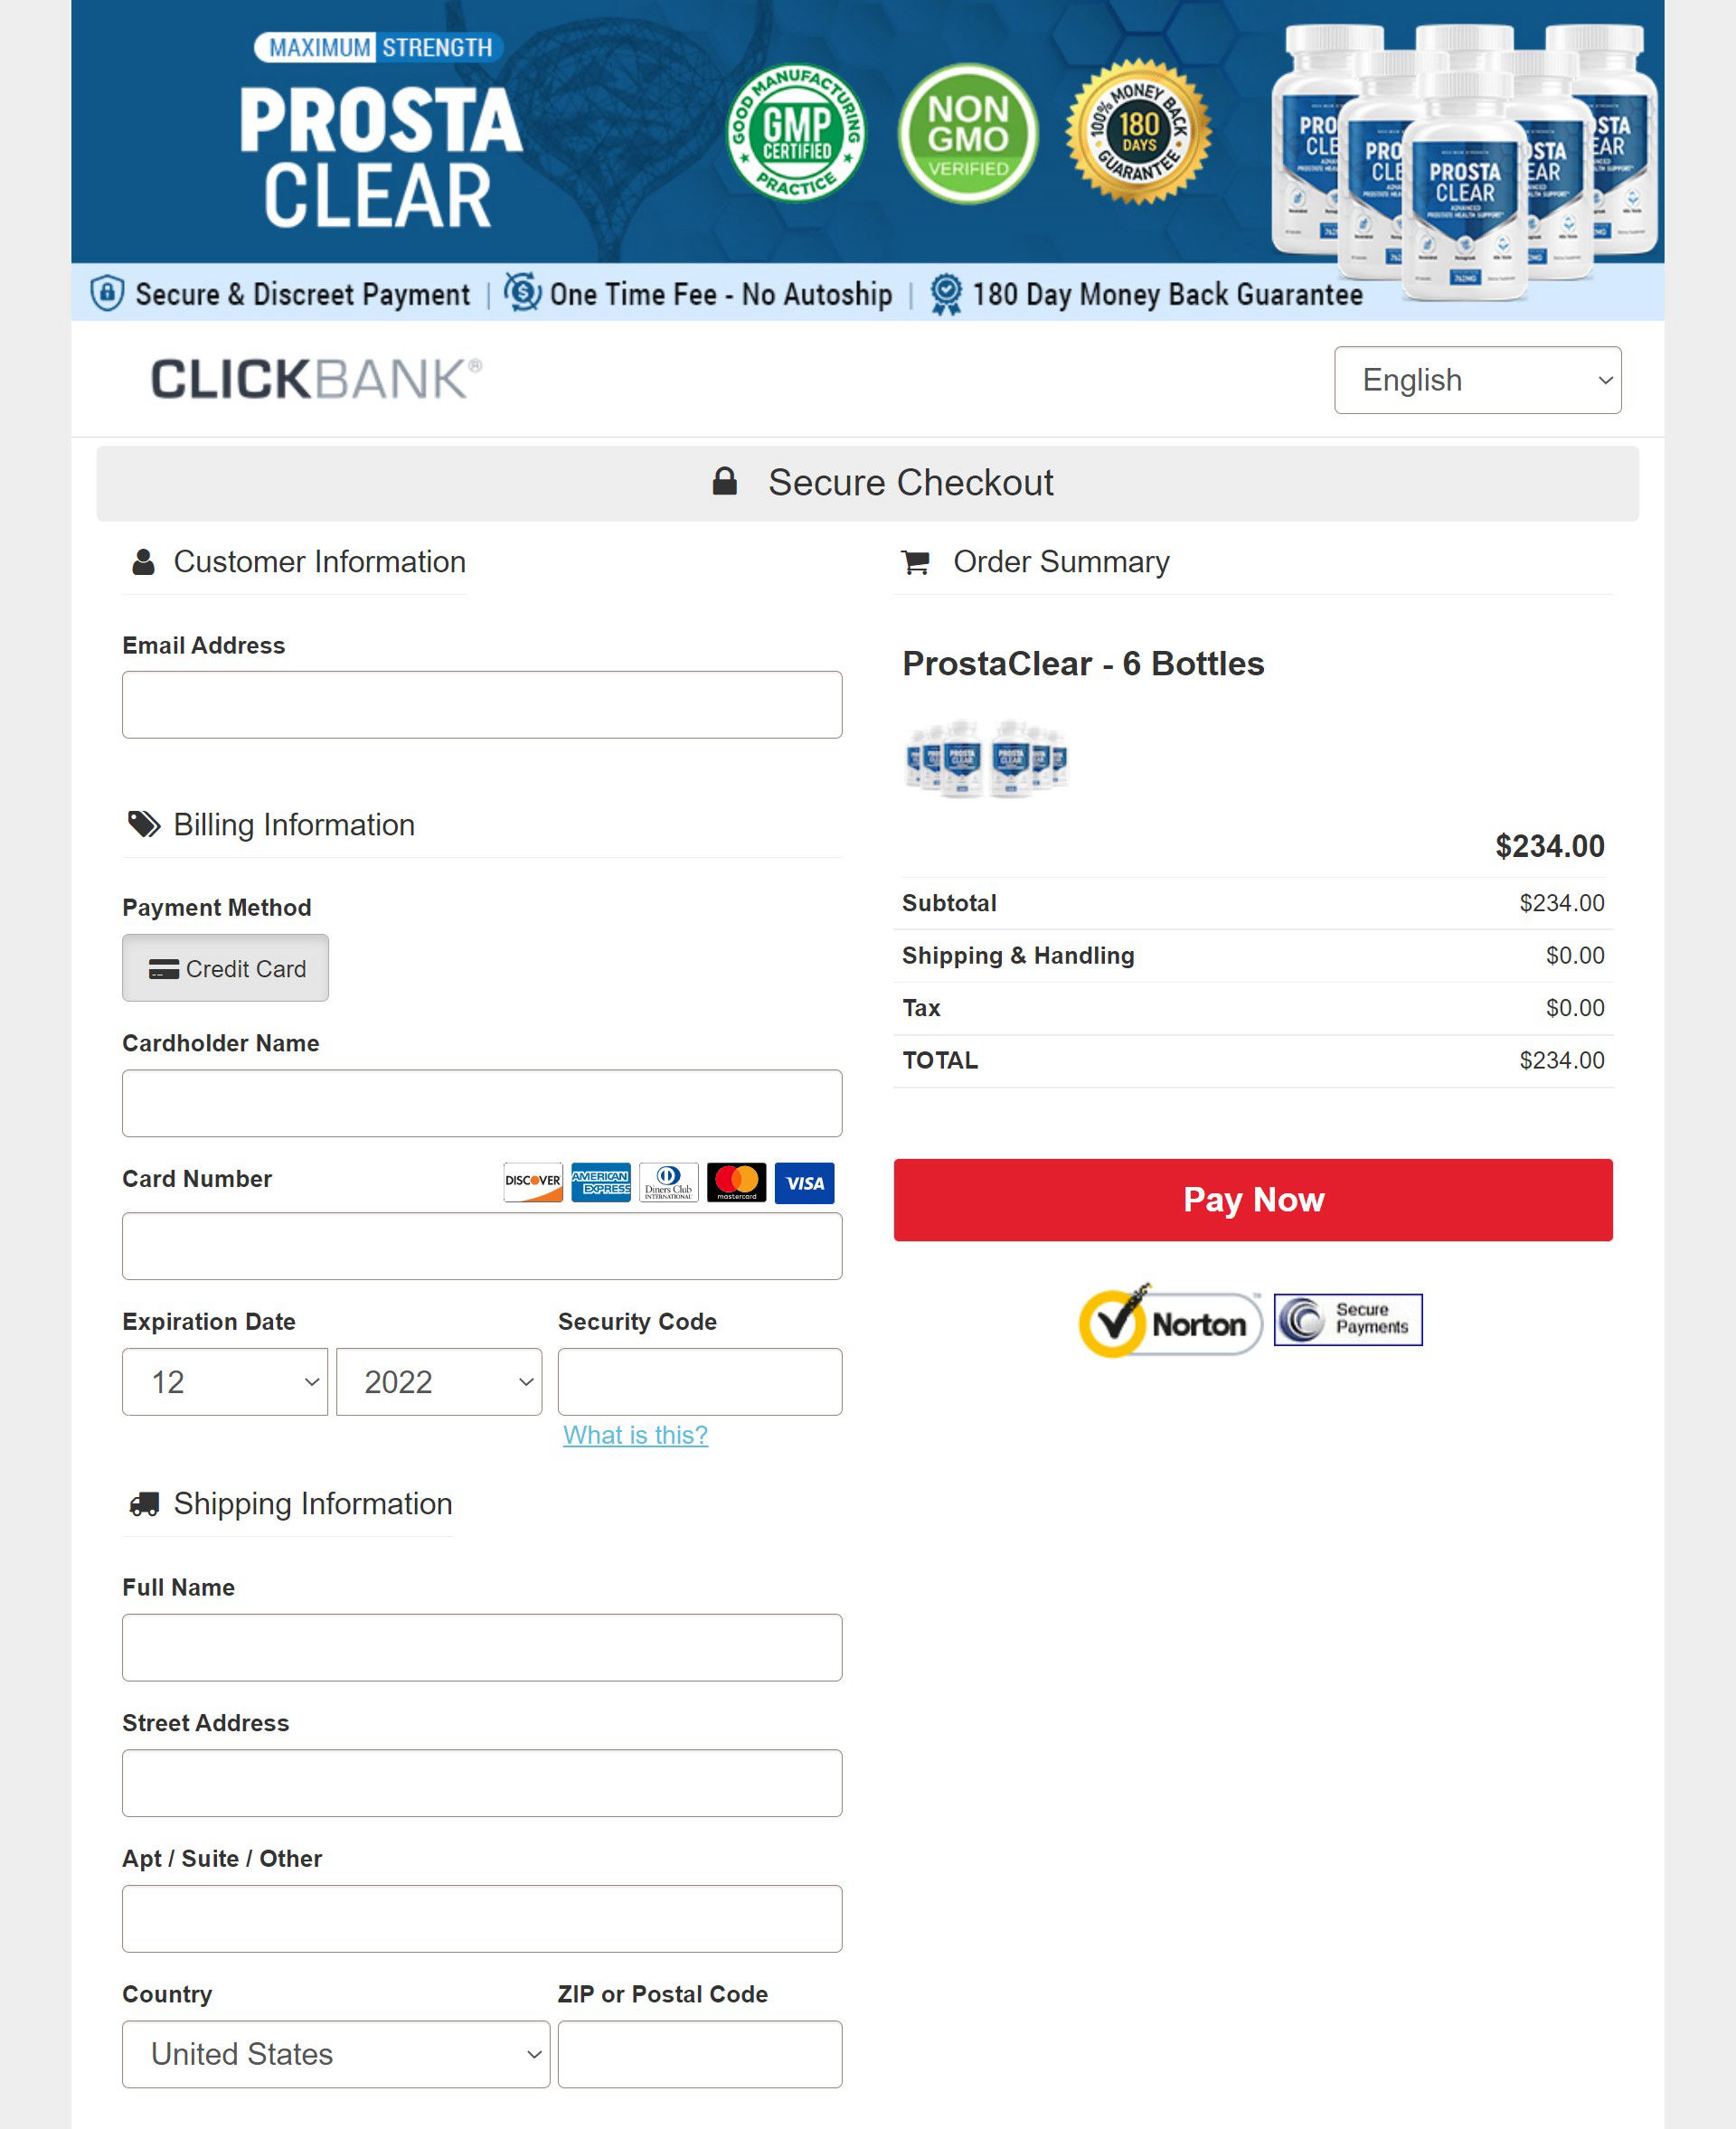 MAXIMUM STRENGTH
PROSTA
CLEAR
GOOD MANUFACTURING
GMP
CERTIFIED
PRACTICE
NON
GMO
VERIFIED
100% MONEY BACK
180
DAYS
GUARANTEE
PROSTA
CLEAR
ADVANCED
PROSTATE HEALTH SUPPORT
Secure & Discreet Payment | One Time Fee - No Autoship | 180 Day Money Back Guarantee
CLICKBANK®
English
Secure Checkout
Customer Information
Email Address
Billing Information
Payment Method
Credit Card
Cardholder Name
Card Number
DISCOVER
AMERICAN
EXPRESS
Diners Club
INTERNATIONAL
mastercard
VISA
Expiration Date
Security Code
12
2022
What is this?
Shipping Information
Full Name
Street Address
Apt / Suite / Other
Country
ZIP or Postal Code
United States
Order Summary
ProstaClear - 6 Bottles
$234.00
Subtotal $234.00
Shipping & Handling $0.00
Tax $0.00
TOTAL $234.00
Pay Now
Norton
Secure
Payments